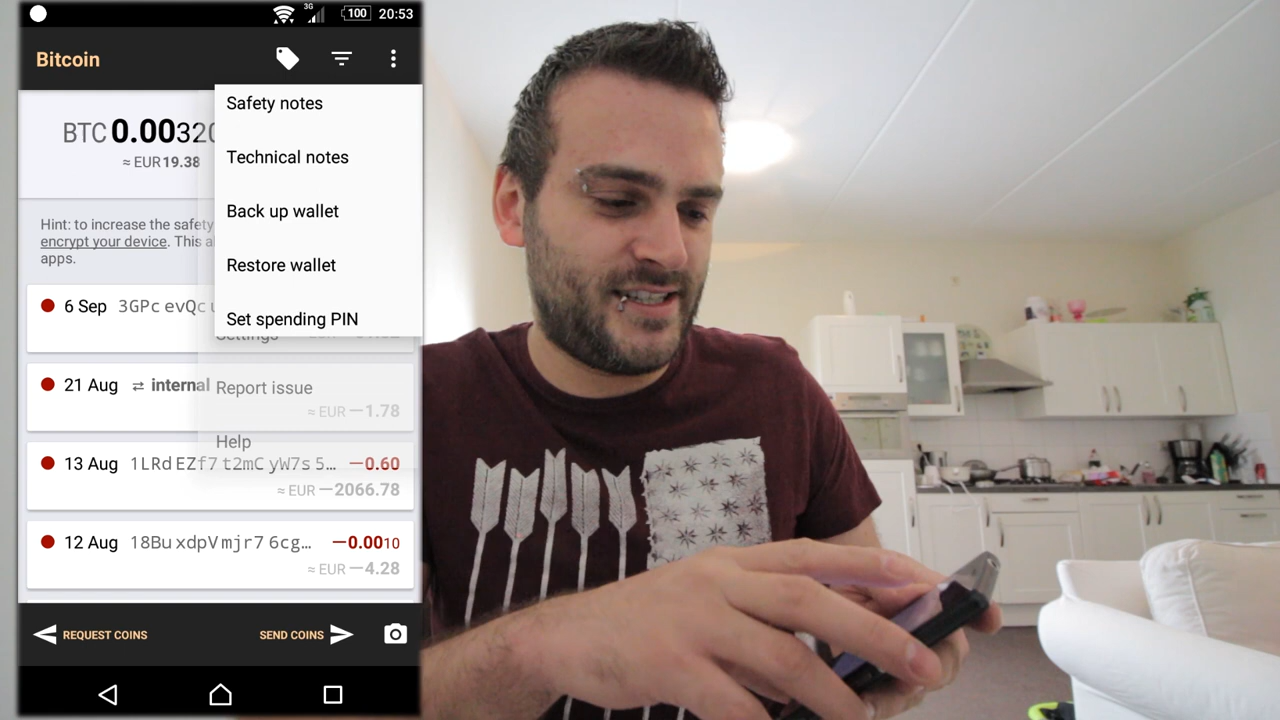 3G
100
20:53
Bitcoin
Safety notes
BTC 0.00320
≈ EUR 19.38
Technical notes
Back up wallet
Hint: to increase the safety
encrypt your device. This
apps.
Restore wallet
6 Sep 3GPc evQc
Set spending PIN
Settings
21 Aug ⇄ internal
Report issue
≈ EUR −1.78
Help
13 Aug 1LRd EZf7 t2mC yW7s 5… −0.60
≈ EUR −2066.78
12 Aug 18Bu xdpV mjr7 6cg… −0.0010
≈ EUR −4.28
REQUEST COINS
SEND COINS